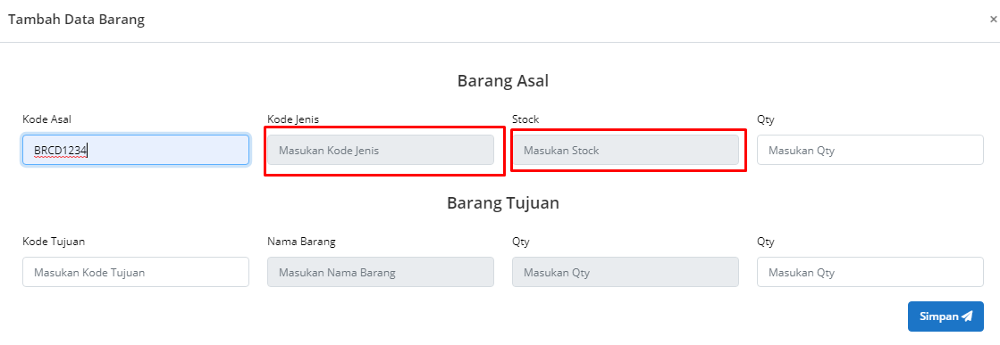 Tambah Data Barang ×
Barang Asal
Kode Asal Kode Jenis Stock Qty
BRCD1234 Masukan Kode Jenis Masukan Stock Masukan Qty
Barang Tujuan
Kode Tujuan Nama Barang Qty Qty
Masukan Kode Tujuan Masukan Nama Barang Masukan Qty Masukan Qty
Simpan